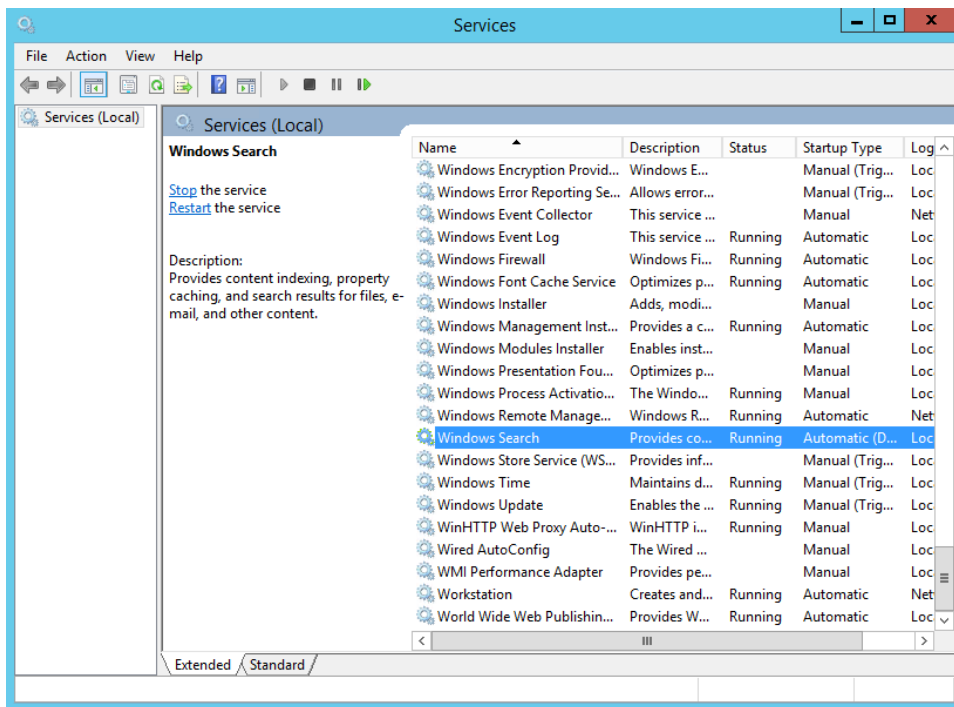 Services
File Action View Help
Services (Local)
Services (Local)
Windows Search
Stop the service
Restart the service
Description:
Provides content indexing, property
caching, and search results for files, e-
mail, and other content.
Name Description Status Startup Type Log
Windows Encryption Provid... Windows E... Manual (Trig... Loc
Windows Error Reporting Se... Allows error... Manual (Trig... Loc
Windows Event Collector This service ... Manual Net
Windows Event Log This service ... Running Automatic Loc
Windows Firewall Windows Fi... Running Automatic Loc
Windows Font Cache Service Optimizes p... Running Automatic Loc
Windows Installer Adds, modi... Manual Loc
Windows Management Inst... Provides a c... Running Automatic Loc
Windows Modules Installer Enables inst... Manual Loc
Windows Presentation Fou... Optimizes p... Manual Loc
Windows Process Activatio... The Windo... Running Manual Loc
Windows Remote Manage... Windows R... Running Automatic Net
Windows Search Provides co... Running Automatic (D... Loc
Windows Store Service (WS... Provides inf... Manual (Trig... Loc
Windows Time Maintains d... Running Manual (Trig... Loc
Windows Update Enables the ... Running Manual (Trig... Loc
WinHTTP Web Proxy Auto-... WinHTTP i... Running Manual Loc
Wired AutoConfig The Wired ... Manual Loc
WMI Performance Adapter Provides pe... Manual Loc
Workstation Creates and... Running Automatic Net
World Wide Web Publishin... Provides W... Running Automatic Loc
Extended Standard